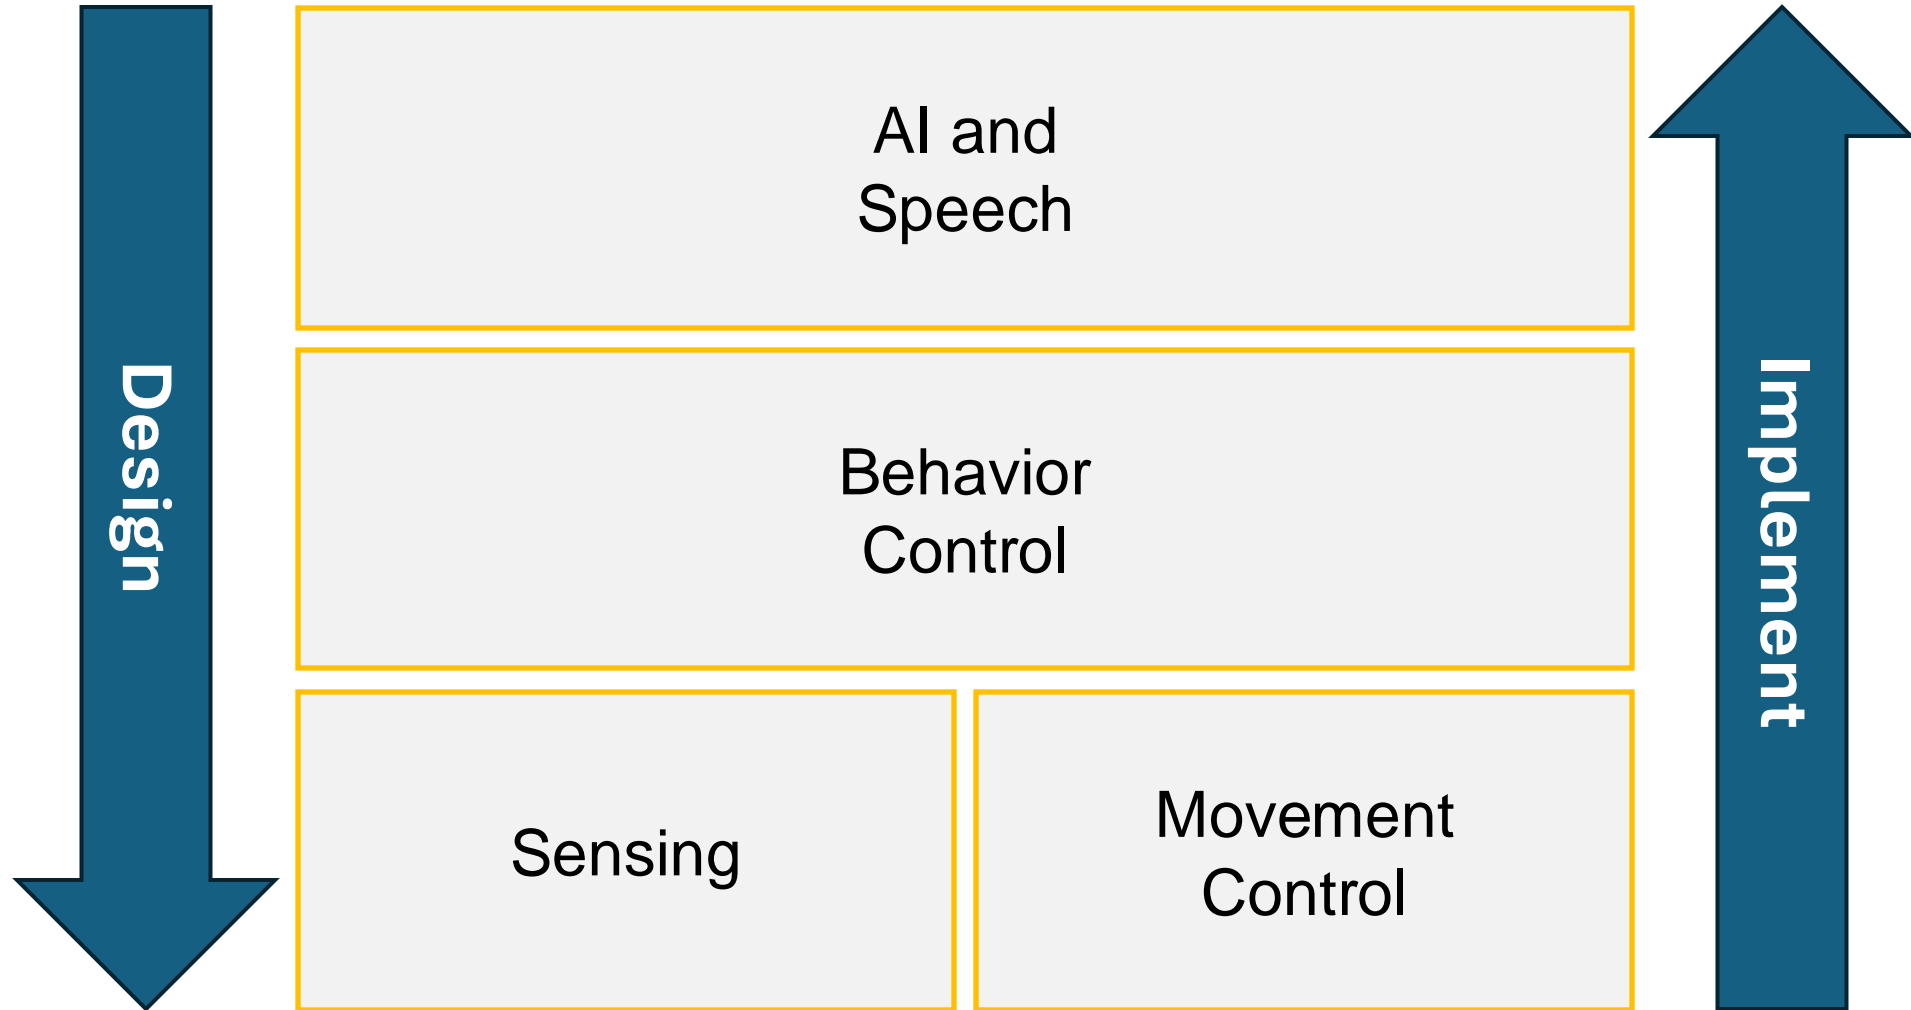 Design
AI and
Speech
Behavior
Control
Sensing
Movement
Control
Implement